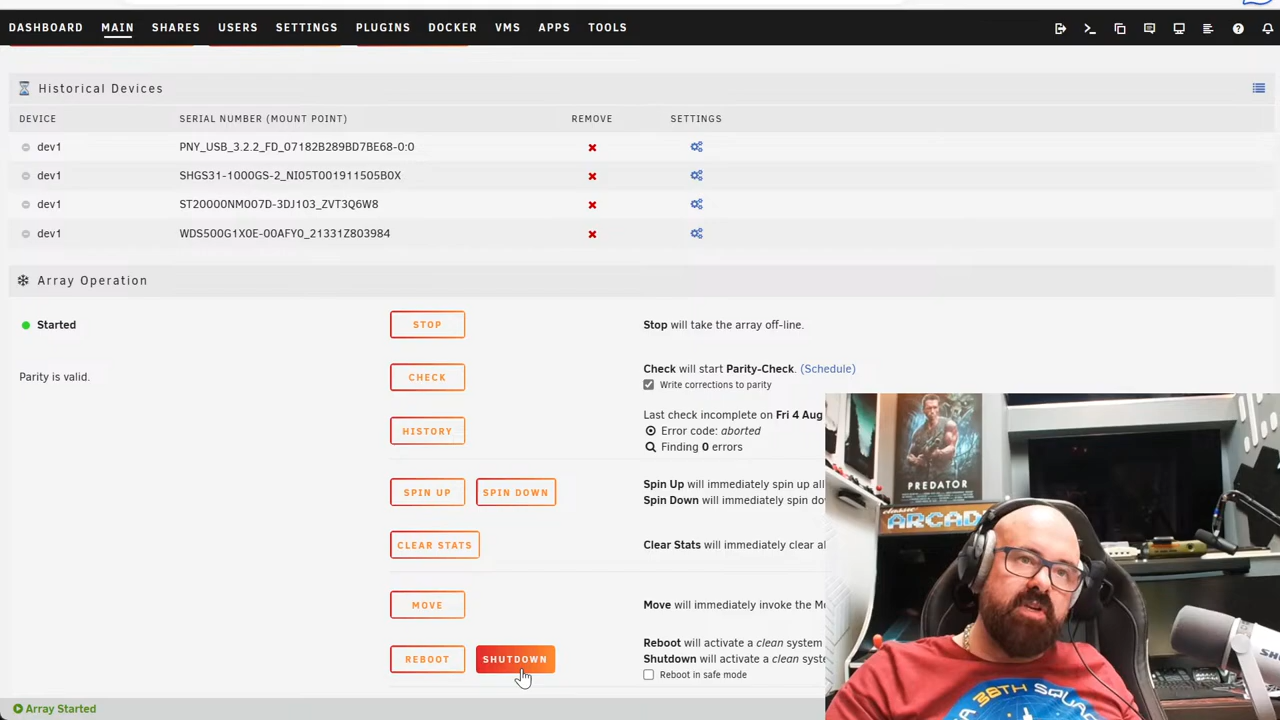 DASHBOARD MAIN SHARES USERS SETTINGS PLUGINS DOCKER VMS APPS TOOLS
Historical Devices
DEVICE SERIAL NUMBER (MOUNT POINT) REMOVE SETTINGS
dev1 PNY_USB_3.2.2_FD_07182B289BD7BE68-0:0
dev1 SHGS31-1000GS-2_NI05T001911505B0X
dev1 ST20000NM007D-3DJ103_ZVT3Q6W8
dev1 WDS500G1X0E-00AFY0_21331Z803984
Array Operation
Started STOP Stop will take the array off-line.
Parity is valid. CHECK Check will start Parity-Check. (Schedule)
Write corrections to parity
HISTORY Last check incomplete on Fri 4 Aug
Error code: aborted
Finding 0 errors
SPIN UP SPIN DOWN Spin Up will immediately spin up all
Spin Down will immediately spin do
CLEAR STATS Clear Stats will immediately clear al
MOVE Move will immediately invoke the M
REBOOT SHUTDOWN Reboot will activate a clean system
Shutdown will activate a clean syste
Reboot in safe mode
Array Started
PREDATOR
classic
ARCAD
38TH SQUAD
SHURE